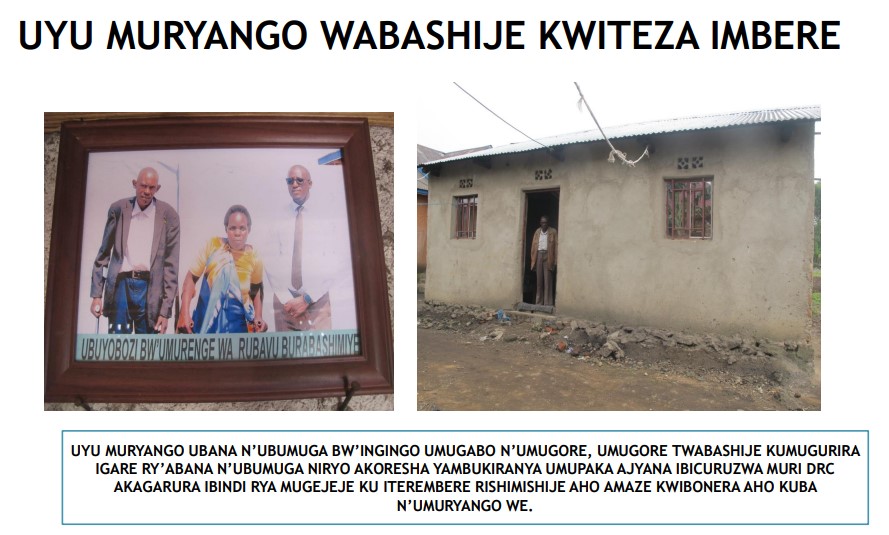 UYU MURYANGO WABASHIJE KWITEZA IMBERE
UBUYOBOZI BW'UMURENGE WA RUBAVU BURABASHIMIYE
UYU MURYANGO UBANA N’UBUMUGA BW’INGINGO UMUGABO N’UMUGORE, UMUGORE TWABASHIJE KUMUGURIRA
IGARE RY’ABANA N’UBUMUGA NIRYO AKORESHA YAMBUKIRANYA UMUPAKA AJYANA IBICURUZWA MURI DRC
AKAGARURA IBINDI RYA MUGEJEJE KU ITEREMBERE RISHIMISHIJE AHO AMAZE KWIBONERA AHO KUBA
N’UMURYANGO WE.